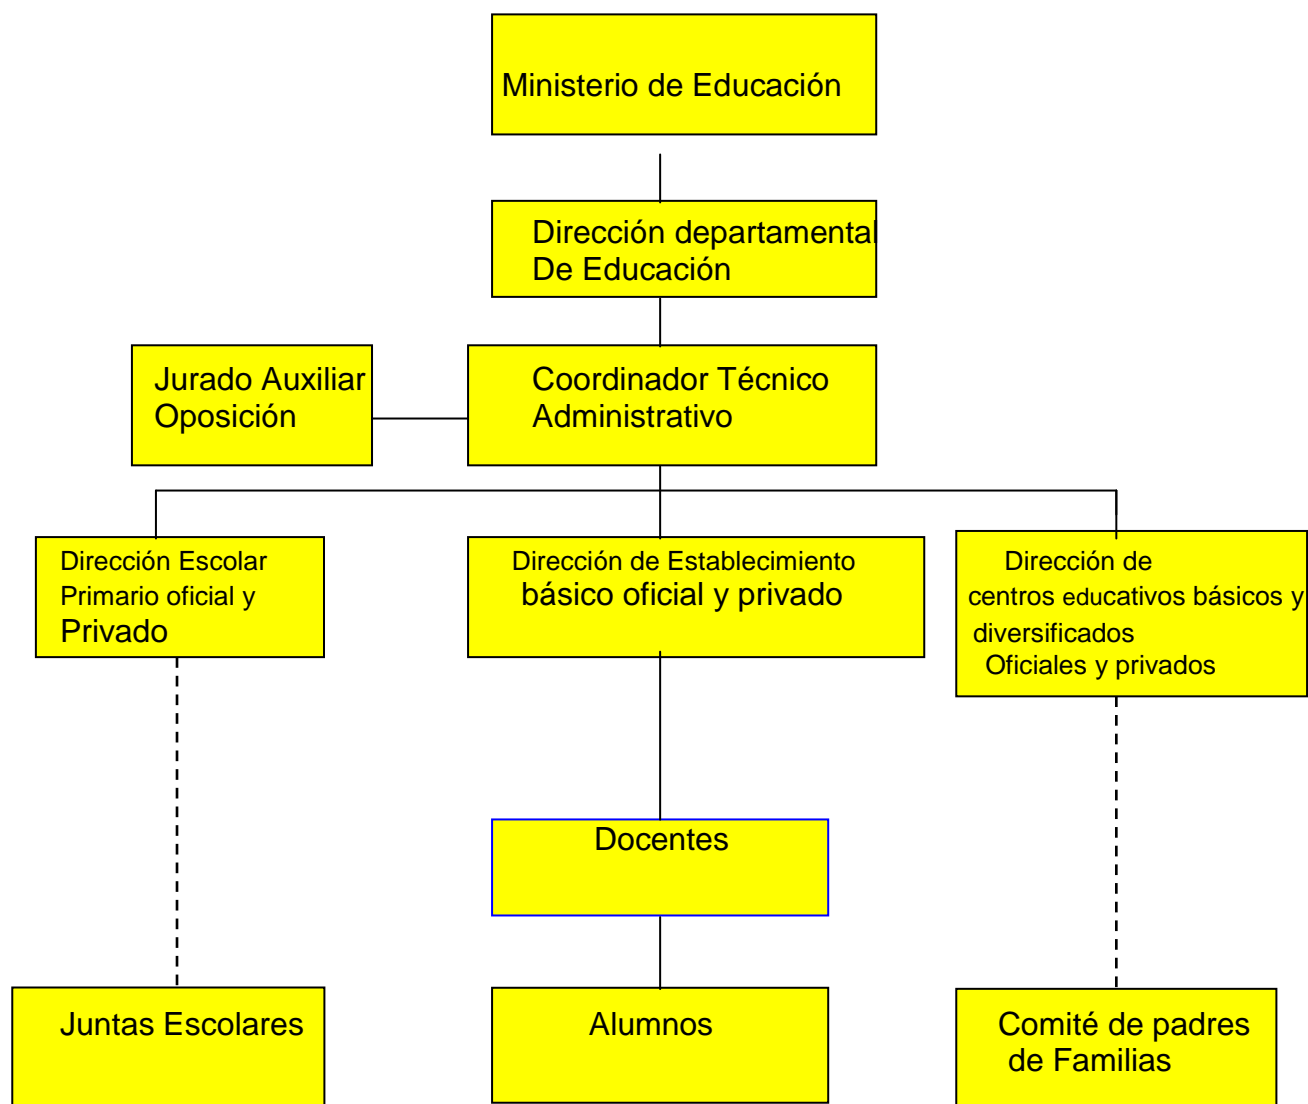 Ministerio de Educación
Dirección departamental
De Educación
Jurado Auxiliar
Oposición
Coordinador Técnico
Administrativo
Dirección Escolar
Primario oficial y
Privado
Dirección de Establecimiento
básico oficial y privado
Dirección de
centros educativos básicos y
diversificados
Oficiales y privados
Docentes
Juntas Escolares
Alumnos
Comité de padres
de Familias